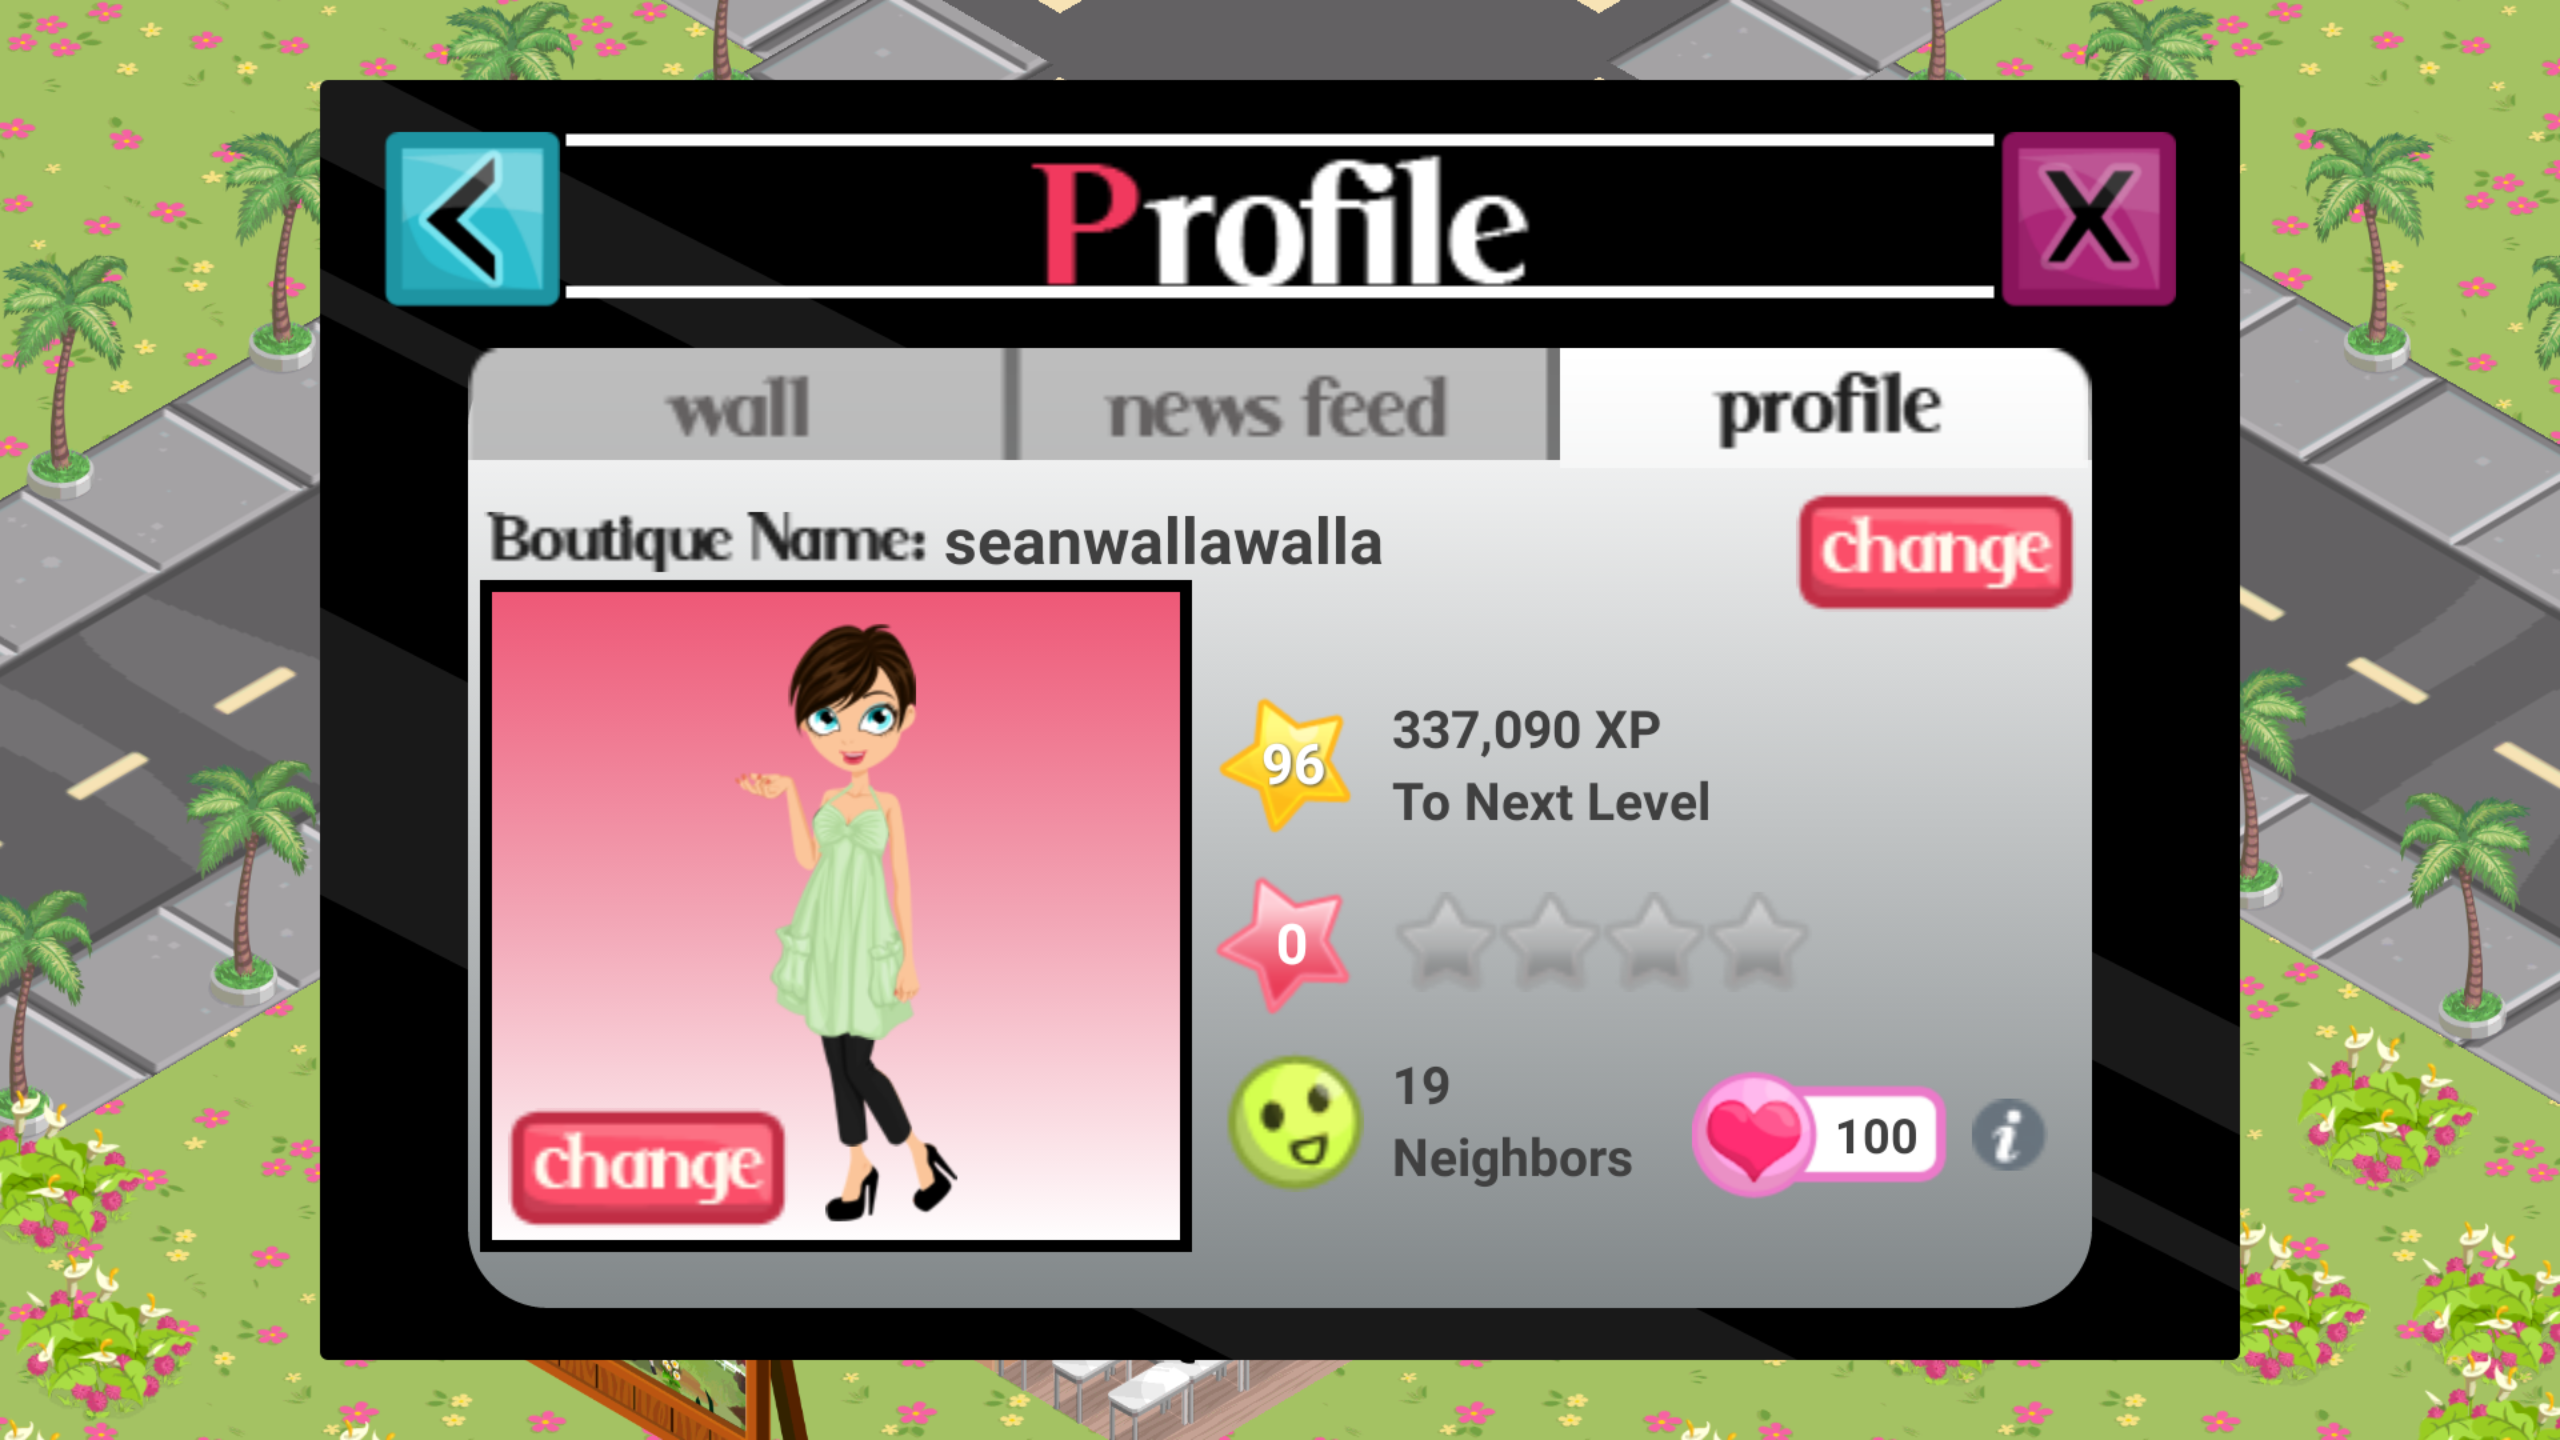 Profile
wall
news feed
profile
Boutique Name: seanwallawalla
change
96
337,090 XP
To Next Level
0
19
Neighbors
100
i
change
X